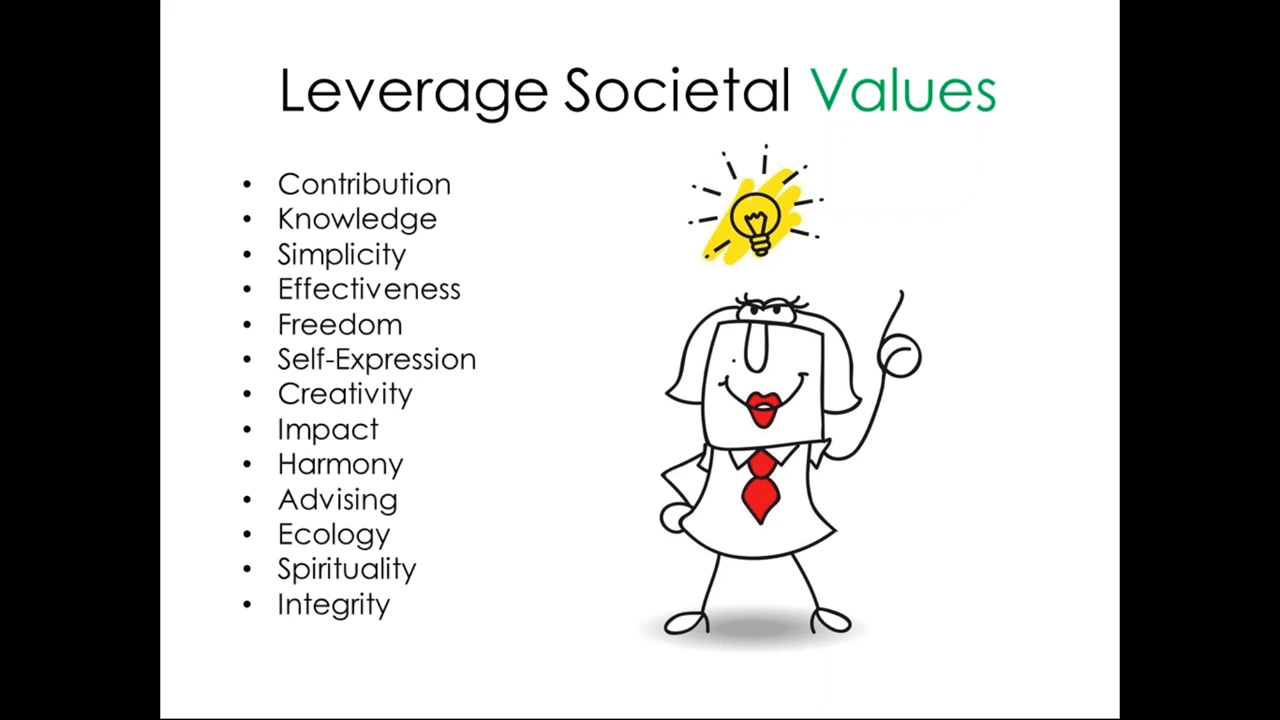 Leverage Societal Values
• Contribution
• Knowledge
• Simplicity
• Effectiveness
• Freedom
• Self-Expression
• Creativity
• Impact
• Harmony
• Advising
• Ecology
• Spirituality
• Integrity